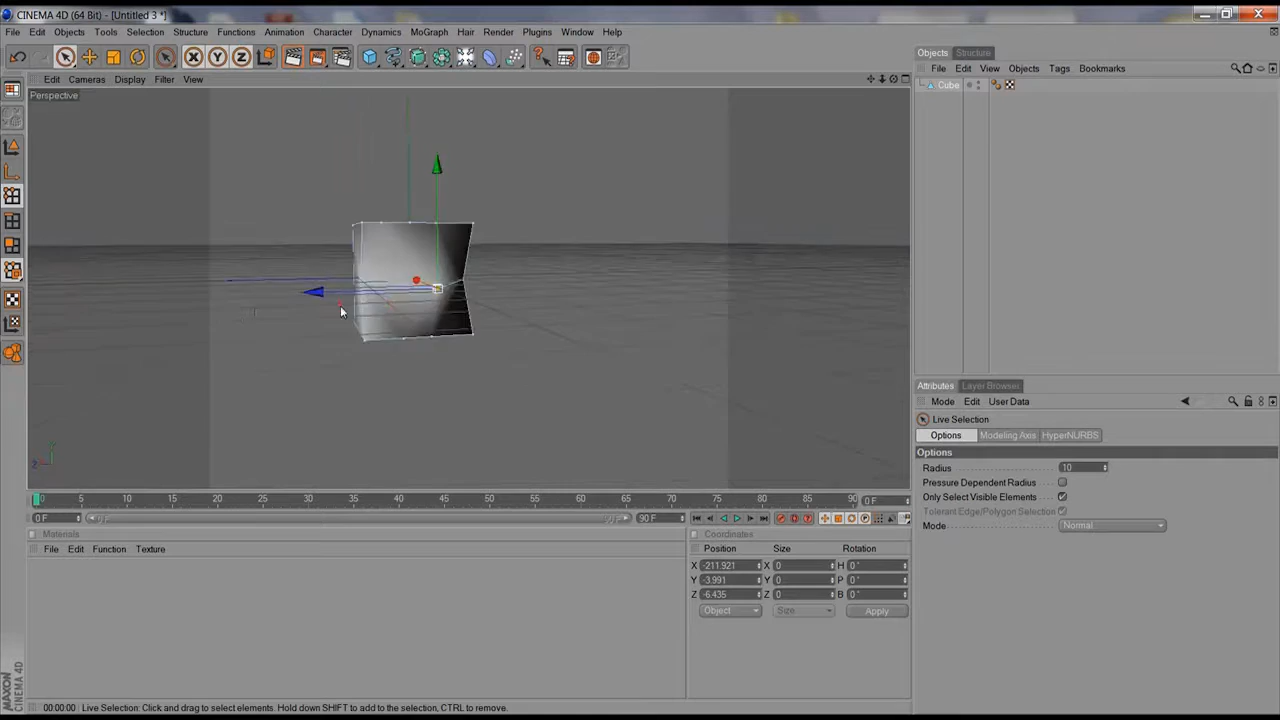 CINEMA 4D (64 Bit) - [Untitled 3 *]
File Edit Objects Tools Selection Structure Functions Animation Character Dynamics MoGraph Hair Render Plugins Window Help
Edit Cameras Display Filter View
Perspective
Objects Structure
File Edit View Objects Tags Bookmarks
Cube
Attributes Layer Browser
Mode Edit User Data
Live Selection
Options Modeling Axis HyperNURBS
Options
Radius 10
Pressure Dependent Radius
Only Select Visible Elements
Tolerant Edge/Polygon Selection
Mode Normal
Y
Z
0 5 10 15 20 25 30 35 40 45 50 55 60 65 70 75 80 85 90 0 F
0 F 90 F
Materials
File Edit Function Texture
Coordinates
Position Size Rotation
X -211.921 X 0 H 0 °
Y -3.991 Y 0 P 0 °
Z -6.435 Z 0 B 0 °
Object Size Apply
MAXON
CINEMA 4D
00:00:00 Live Selection: Click and drag to select elements. Hold down SHIFT to add to the selection, CTRL to remove.